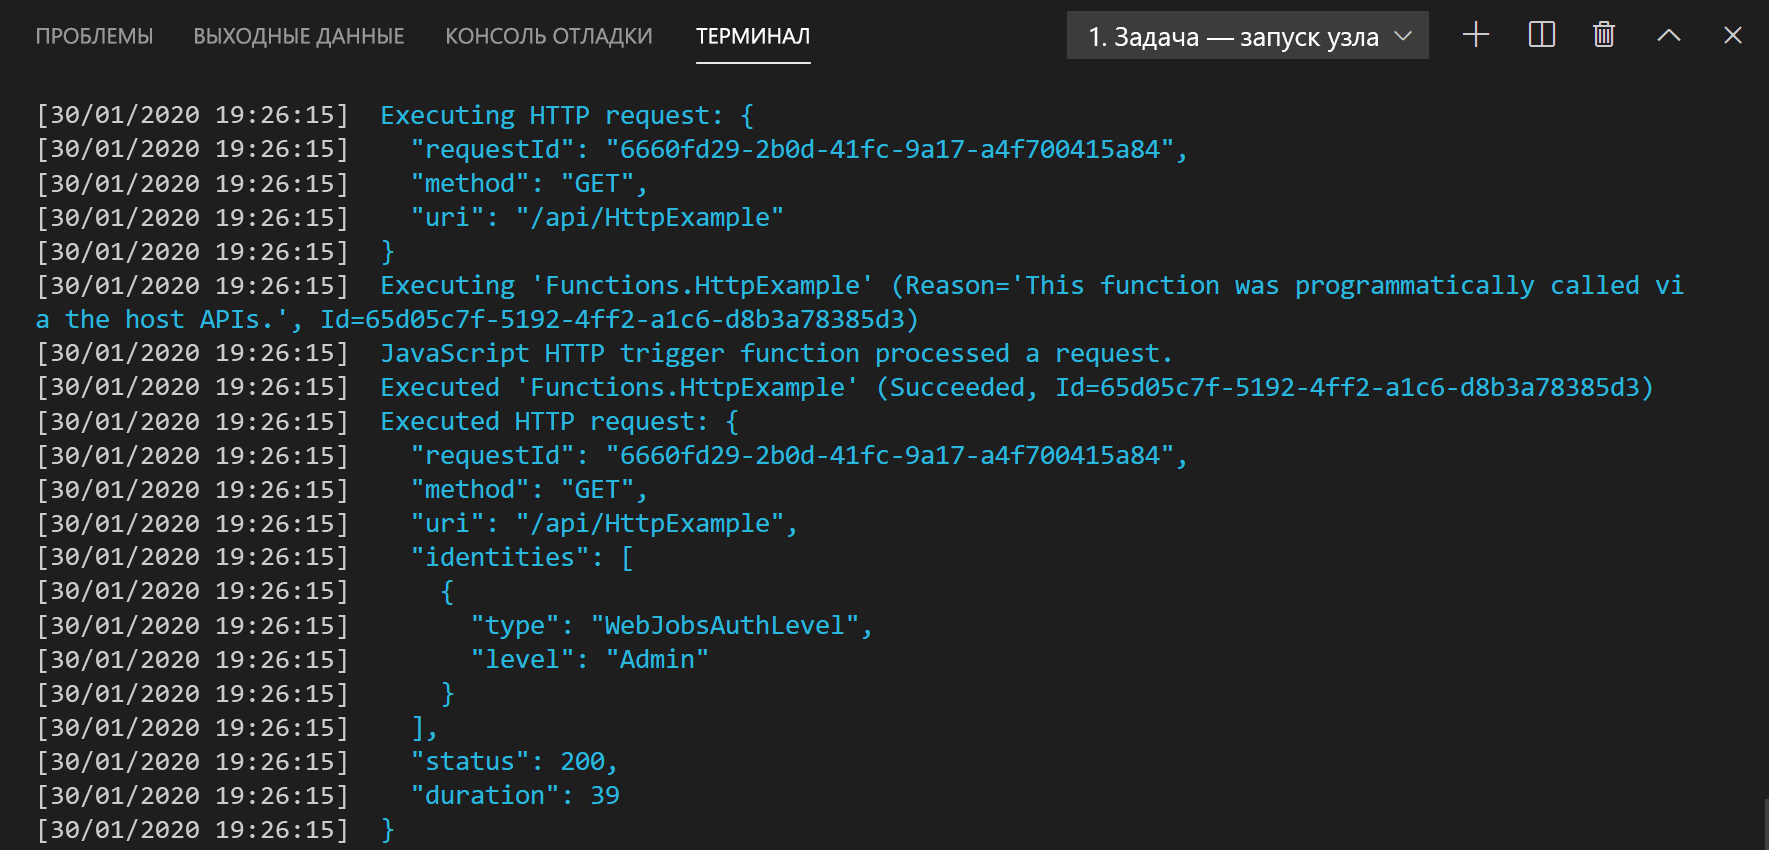 ПРОБЛЕМЫ ВЫХОДНЫЕ ДАННЫЕ КОНСОЛЬ ОТЛАДКИ ТЕРМИНАЛ 1. Задача — запуск узла
[30/01/2020 19:26:15]  Executing HTTP request: {
[30/01/2020 19:26:15]    "requestId": "6660fd29-2b0d-41fc-9a17-a4f700415a84",
[30/01/2020 19:26:15]    "method": "GET",
[30/01/2020 19:26:15]    "uri": "/api/HttpExample"
[30/01/2020 19:26:15]  }
[30/01/2020 19:26:15]  Executing 'Functions.HttpExample' (Reason='This function was programmatically called vi
a the host APIs.', Id=65d05c7f-5192-4ff2-a1c6-d8b3a78385d3)
[30/01/2020 19:26:15]  JavaScript HTTP trigger function processed a request.
[30/01/2020 19:26:15]  Executed 'Functions.HttpExample' (Succeeded, Id=65d05c7f-5192-4ff2-a1c6-d8b3a78385d3)
[30/01/2020 19:26:15]  Executed HTTP request: {
[30/01/2020 19:26:15]    "requestId": "6660fd29-2b0d-41fc-9a17-a4f700415a84",
[30/01/2020 19:26:15]    "method": "GET",
[30/01/2020 19:26:15]    "uri": "/api/HttpExample",
[30/01/2020 19:26:15]    "identities": [
[30/01/2020 19:26:15]      {
[30/01/2020 19:26:15]        "type": "WebJobsAuthLevel",
[30/01/2020 19:26:15]        "level": "Admin"
[30/01/2020 19:26:15]      }
[30/01/2020 19:26:15]    ],
[30/01/2020 19:26:15]    "status": 200,
[30/01/2020 19:26:15]    "duration": 39
[30/01/2020 19:26:15]  }